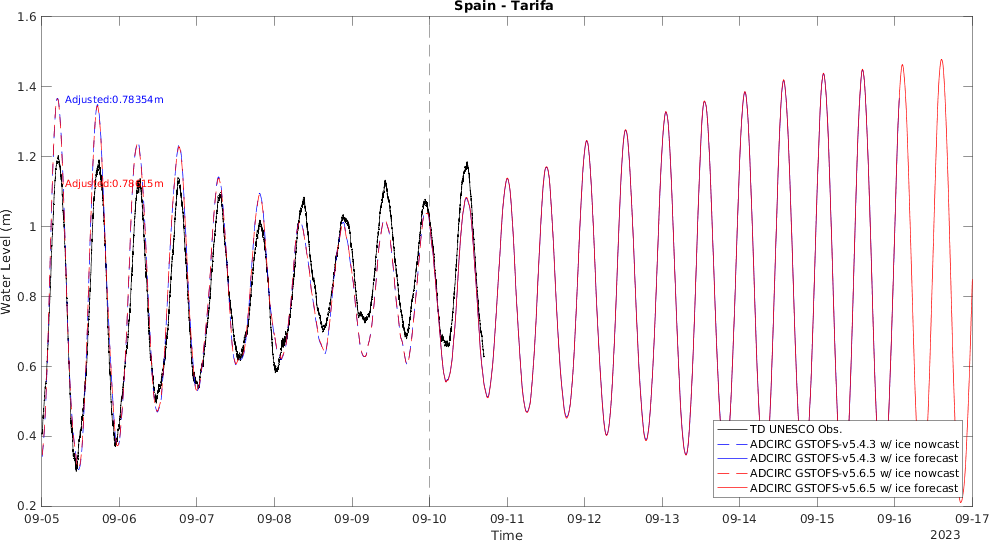 Spain - Tarifa
1.6
1.4
1.2
1
0.8
0.6
0.4
0.2
Water Level (m)
Adjusted:0.78354m
TD UNESCO Obs.
ADCIRC GSTOFS-v5.4.3 w/ ice nowcast
ADCIRC GSTOFS-v5.4.3 w/ ice forecast
ADCIRC GSTOFS-v5.6.5 w/ ice nowcast
ADCIRC GSTOFS-v5.6.5 w/ ice forecast
09-05 09-06 09-07 09-08 09-09 09-10 09-11 09-12 09-13 09-14 09-15 09-16 09-17
Time
2023